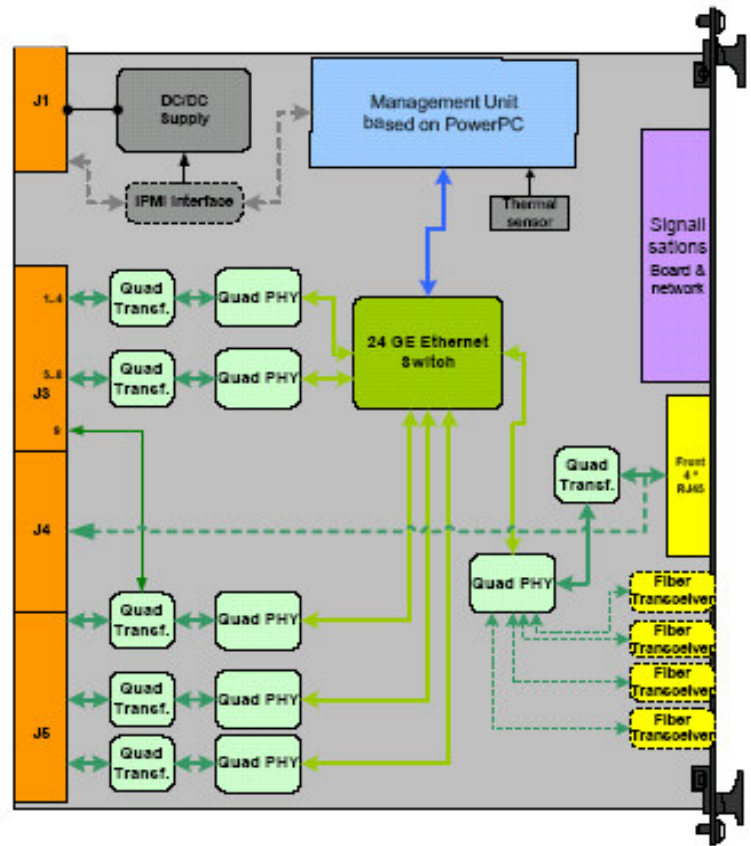 J1
DC/DC
Supply
Management Unit
based on PowerPC
IPMI Interface
Thermal
sensor
Signali
sations
Board &
network
1..4
Quad
Transf.
Quad PHY
24 GE Ethernet
Switch
5..8
Quad
Transf.
Quad PHY
J3
9
Front
4 *
RJ45
Quad
Transf.
J4
Quad PHY
Fiber
Transceiver
Quad
Transf.
Quad PHY
Fiber
Transceiver
Fiber
Transceiver
Quad
Transf.
Quad PHY
Fiber
Transceiver
J5
Quad
Transf.
Quad PHY